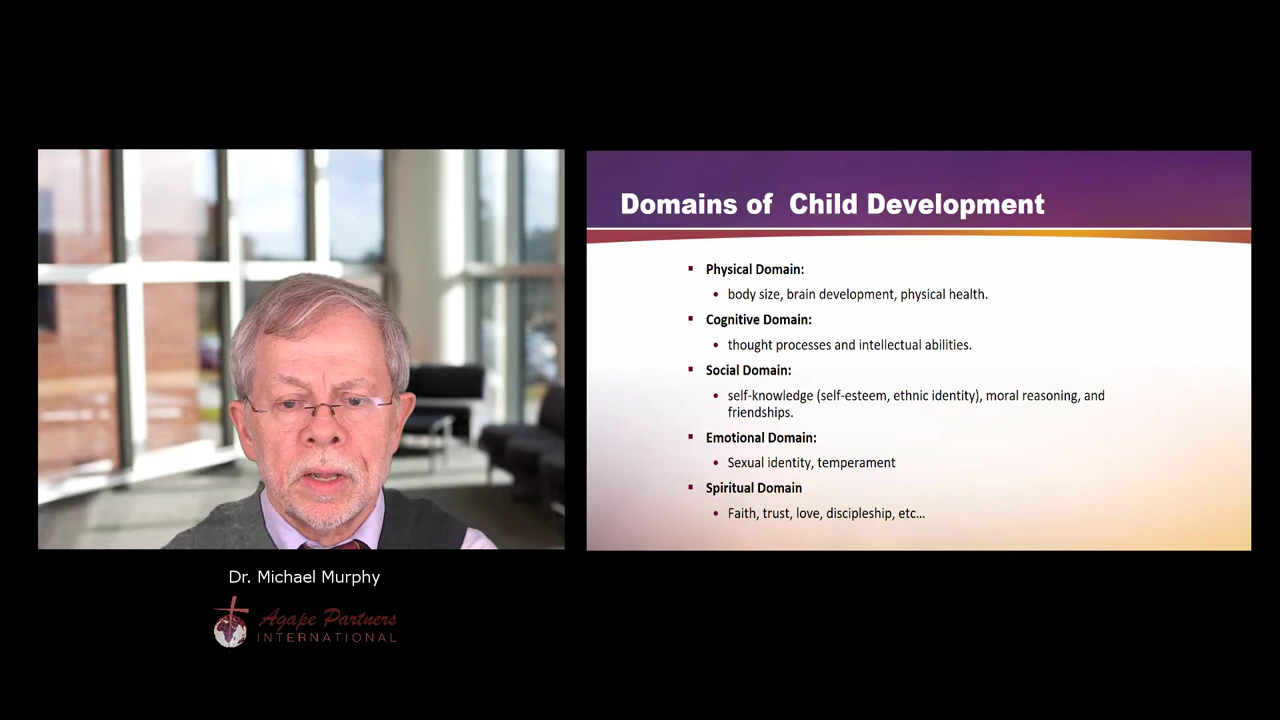 Domains of Child Development
Physical Domain:
body size, brain development, physical health.
Cognitive Domain:
thought processes and intellectual abilities.
Social Domain:
self-knowledge (self-esteem, ethnic identity), moral reasoning, and
friendships.
Emotional Domain:
Sexual identity, temperament
Spiritual Domain
Faith, trust, love, discipleship, etc...
Dr. Michael Murphy
Agape Partners
INTERNATIONAL